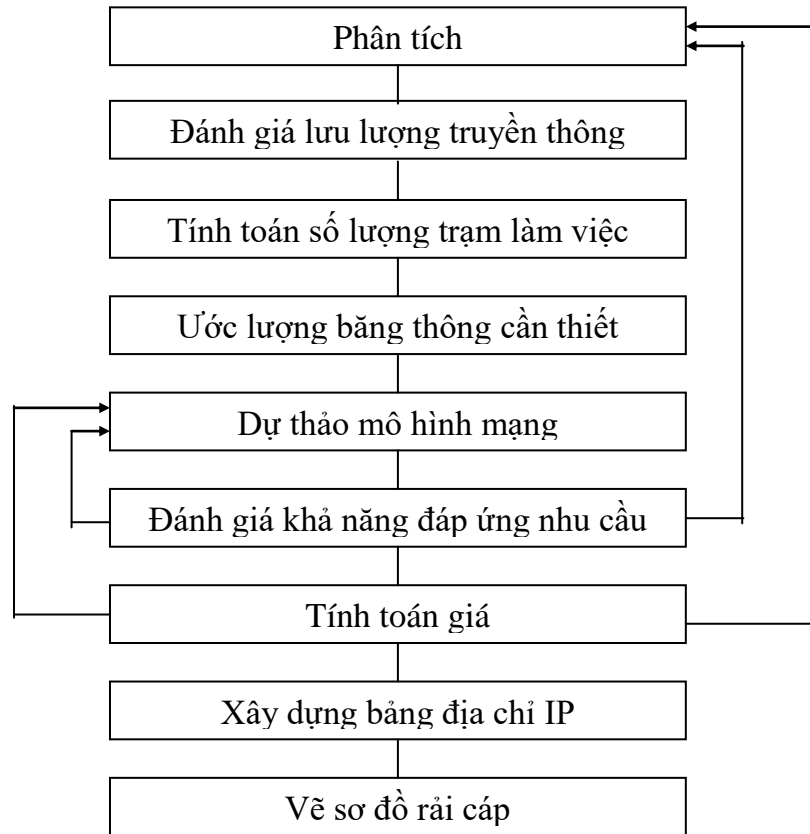 Phân tích
Đánh giá lưu lượng truyền thông
Tính toán số lượng trạm làm việc
Ước lượng băng thông cần thiết
Dự thảo mô hình mạng
Đánh giá khả năng đáp ứng nhu cầu
Tính toán giá
Xây dựng bảng địa chỉ IP
Vẽ sơ đồ rải cáp